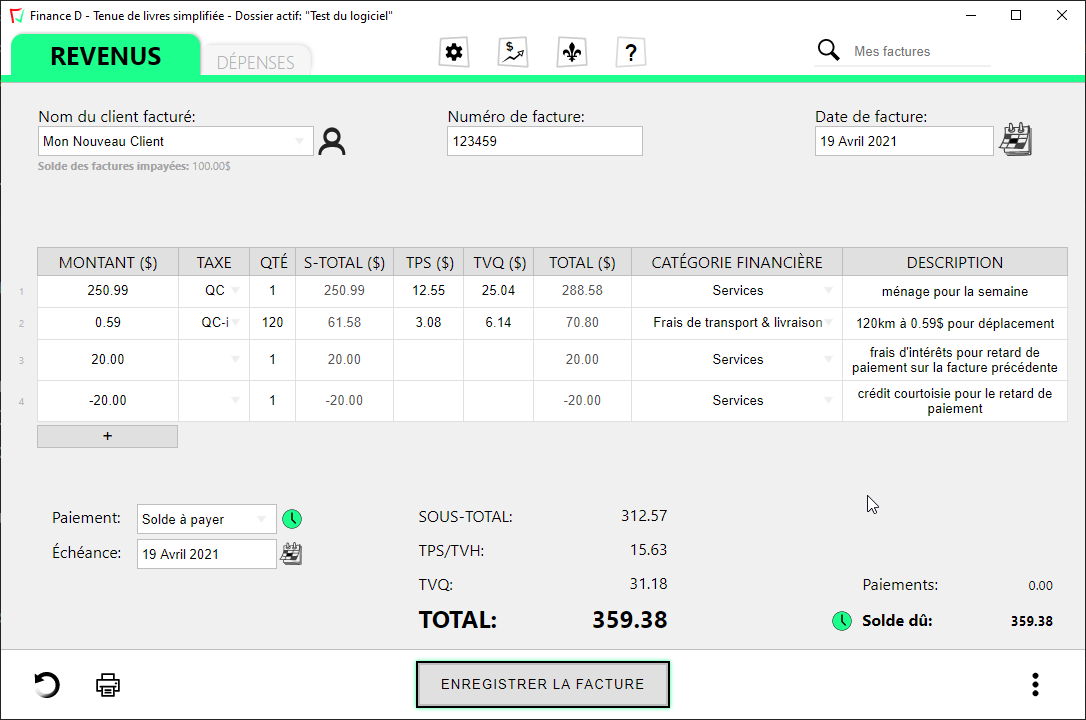 Finance D - Tenue de livres simplifiée - Dossier actif: "Test du logiciel"
REVENUS
DÉPENSES
$
?
Mes factures
Nom du client facturé:
Numéro de facture:
Date de facture:
Mon Nouveau Client
123459
19 Avril 2021
Solde des factures impayées: 100.00$
MONTANT ($) TAXE QTÉ S-TOTAL ($) TPS ($) TVQ ($) TOTAL ($) CATÉGORIE FINANCIÈRE DESCRIPTION
1 250.99 QC 1 250.99 12.55 25.04 288.58 Services ménage pour la semaine
2 0.59 QC-i 120 61.58 3.08 6.14 70.80 Frais de transport & livraison 120km à 0.59$ pour déplacement
3 20.00 1 20.00 20.00 Services frais d'intérêts pour retard de
paiement sur la facture précédente
4 -20.00 1 -20.00 -20.00 Services crédit courtoisie pour le retard de
paiement
+
Paiement: Solde à payer
Échéance: 19 Avril 2021
SOUS-TOTAL: 312.57
TPS/TVH: 15.63
TVQ: 31.18
TOTAL: 359.38
Paiements: 0.00
Solde dû: 359.38
ENREGISTRER LA FACTURE